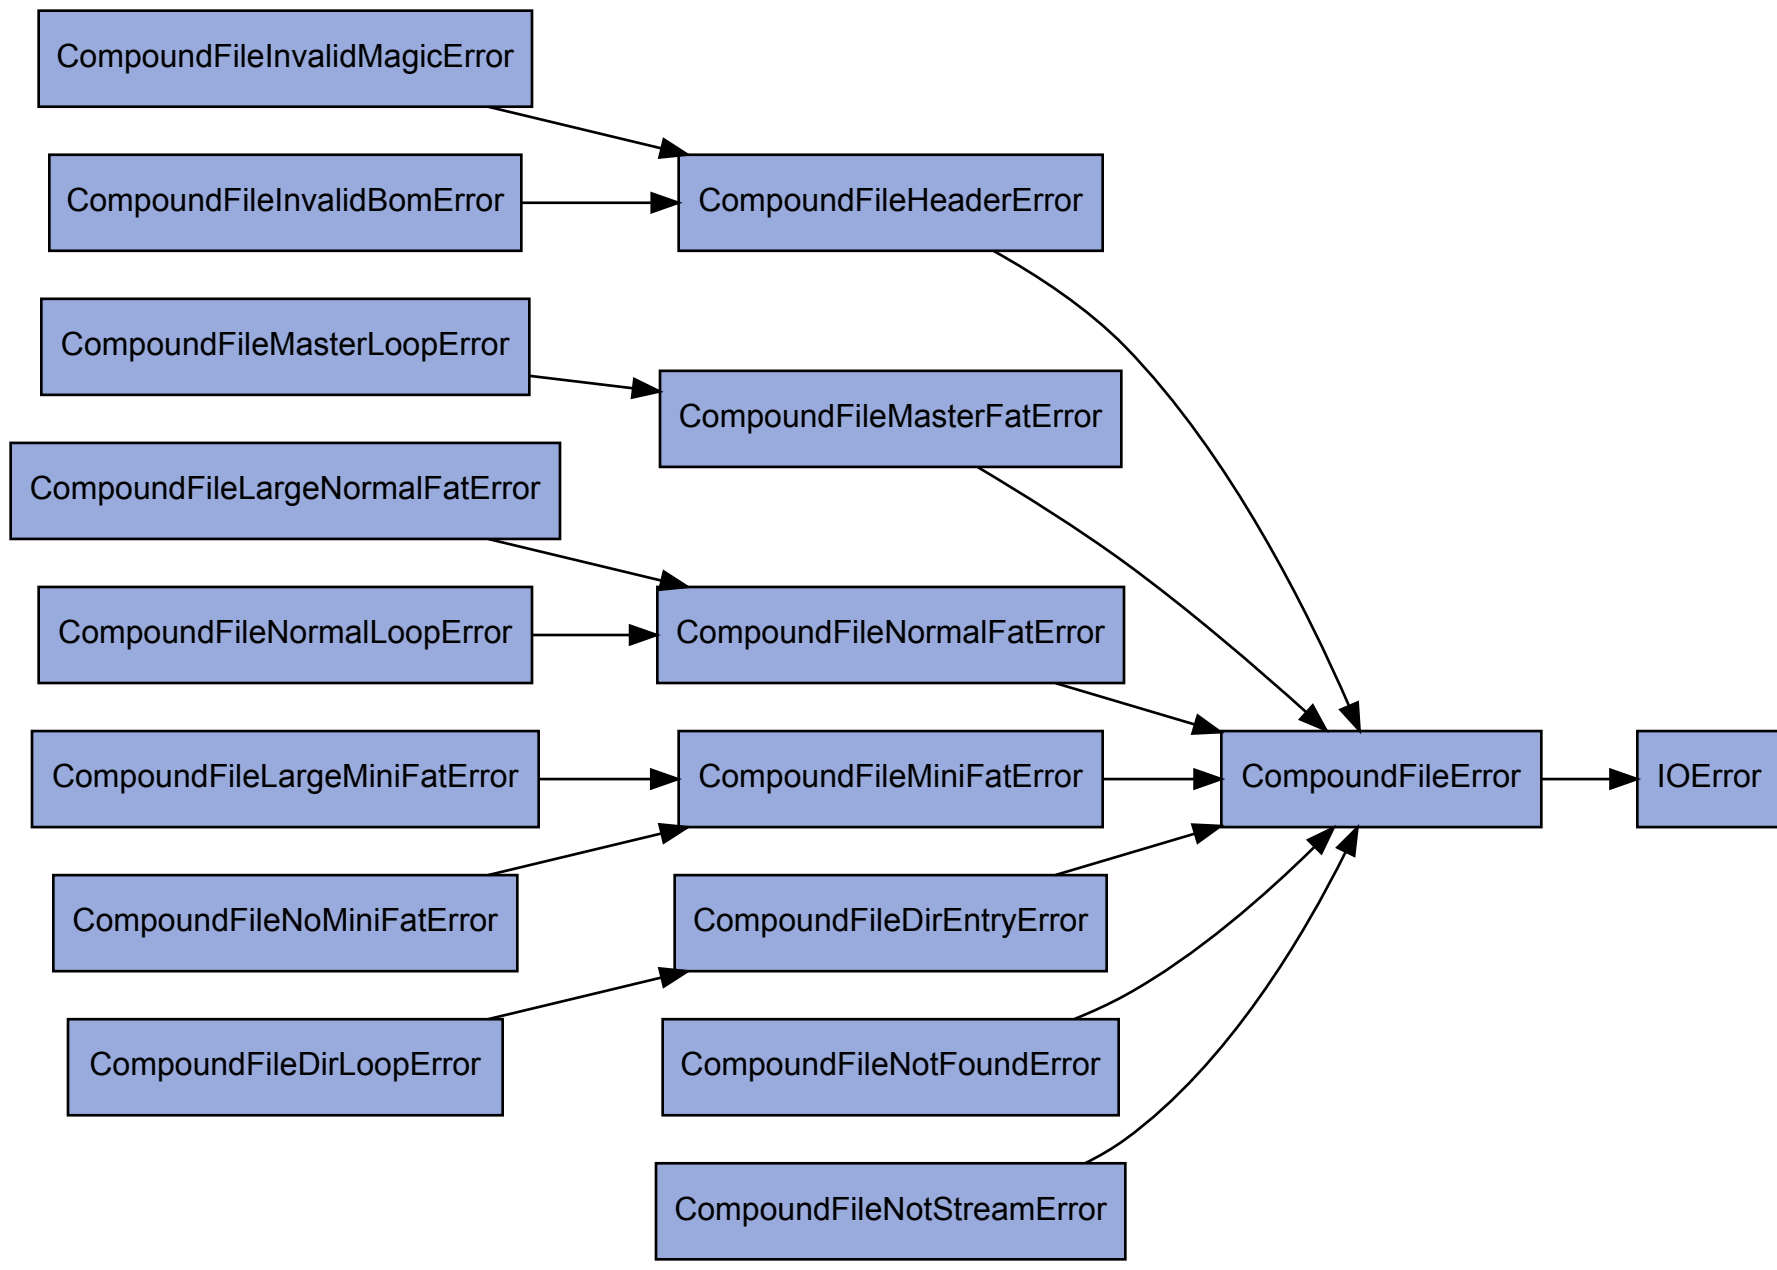 CompoundFileInvalidMagicError
CompoundFileInvalidBomError
CompoundFileHeaderError
CompoundFileMasterLoopError
CompoundFileMasterFatError
CompoundFileLargeNormalFatError
CompoundFileNormalLoopError
CompoundFileNormalFatError
CompoundFileLargeMiniFatError
CompoundFileMiniFatError
CompoundFileError
IOError
CompoundFileNoMiniFatError
CompoundFileDirEntryError
CompoundFileDirLoopError
CompoundFileNotFoundError
CompoundFileNotStreamError